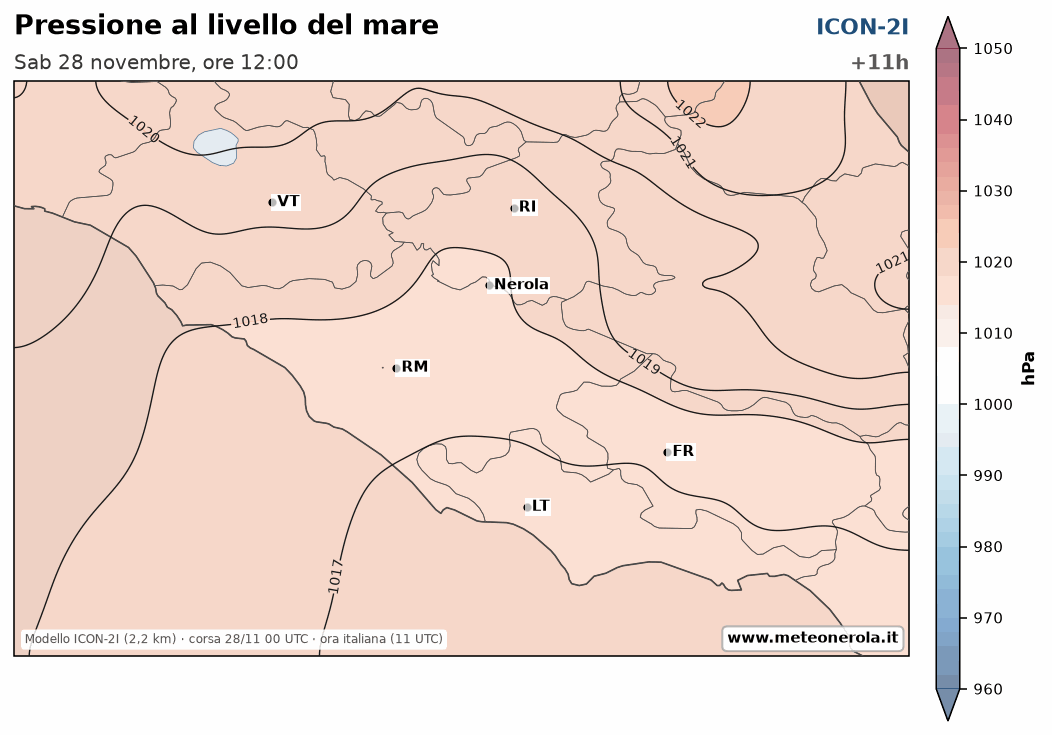 Pressione al livello del mare
ICON-2I
Sab 28 novembre, ore 12:00
+11h
1020
1022
1021
VT
RI
1021
Nerola
1018
1019
RM
FR
LT
1017
Modello ICON-2I (2,2 km) · corsa 28/11 00 UTC · ora italiana (11 UTC)
www.meteonerola.it
1050
1040
1030
1020
1010
1000
990
980
970
960
hPa